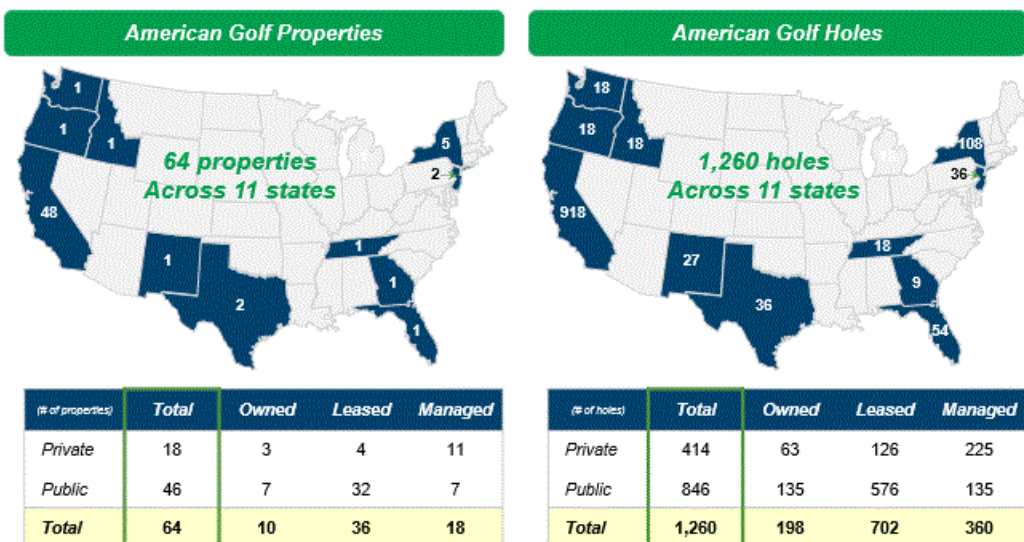 American Golf Properties
1
1
1
5
2
64 properties
Across 11 states
48
1
1
2
1
1
(# of properties) Total Owned Leased Managed
Private 18 3 4 11
Public 46 7 32 7
Total 64 10 36 18
American Golf Holes
18
18
18
108
36
1,260 holes
Across 11 states
918
18
27
9
36
54
(# of holes) Total Owned Leased Managed
Private 414 63 126 225
Public 846 135 576 135
Total 1,260 198 702 360